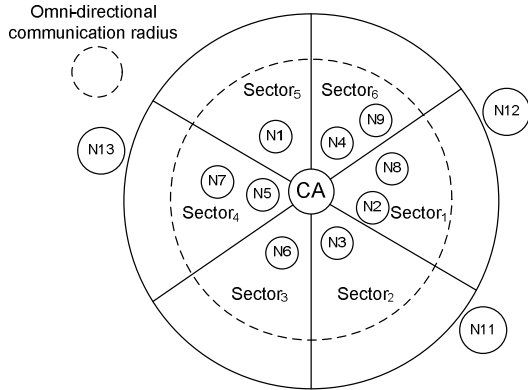 Omni-directional
communication radius
Sector₅
Sector₆
N12
N9
N1
N4
N13
N8
N7
CA
N5
N2
Sector₄
Sector₁
N3
N6
Sector₃
Sector₂
N11